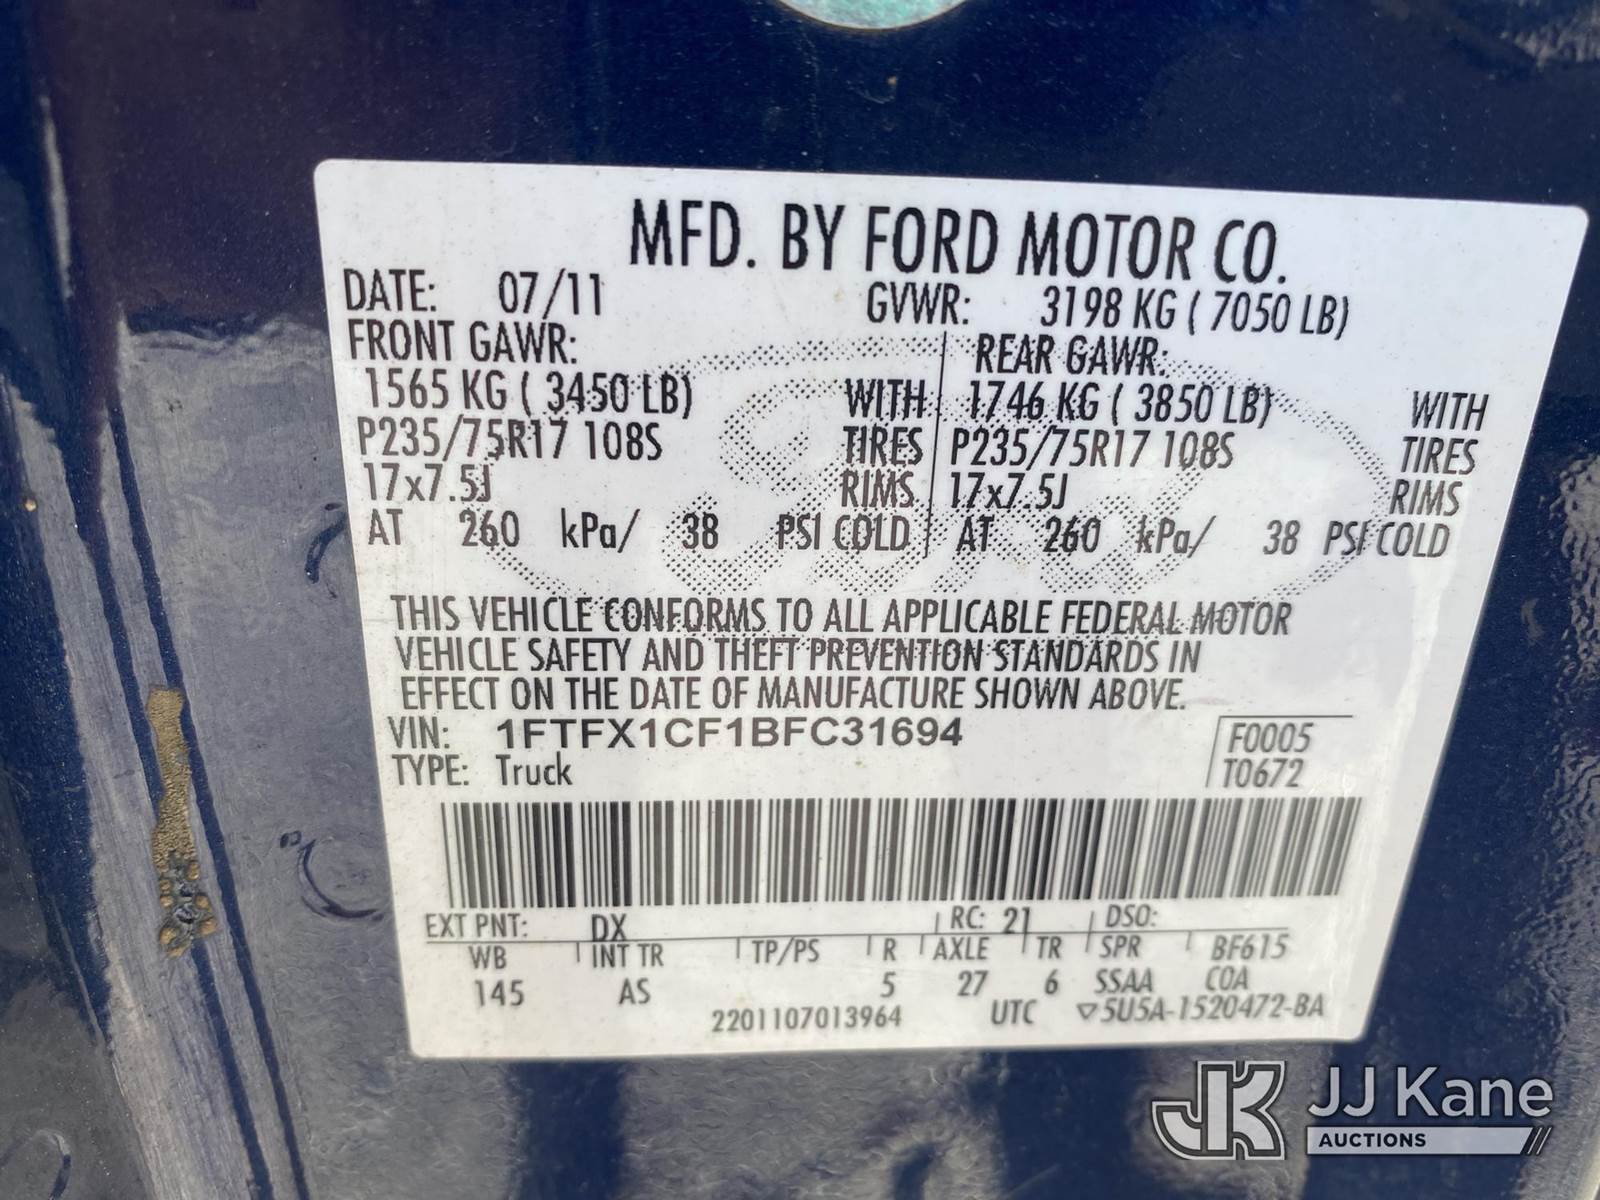 MFD. BY FORD MOTOR CO.
DATE: 07/11 GVWR: 3198 KG ( 7050 LB)
FRONT GAWR: REAR GAWR:
1565 KG ( 3450 LB) WITH 1746 KG ( 3850 LB) WITH
P235/75R17 108S TIRES P235/75R17 108S TIRES
17x7.5J RIMS 17x7.5J RIMS
AT 260 kPa/ 38 PSI COLD AT 260 kPa/ 38 PSI COLD
THIS VEHICLE CONFORMS TO ALL APPLICABLE FEDERAL MOTOR
VEHICLE SAFETY AND THEFT PREVENTION STANDARDS IN
EFFECT ON THE DATE OF MANUFACTURE SHOWN ABOVE.
VIN: 1FTFX1CF1BFC31694 F0005
TYPE: Truck T0672
EXT PNT: DX RC: 21 DSO:
WB INT TR TP/PS R AXLE TR SPR BF615
145 AS 5 27 6 SSAA COA
2201107013964 UTC ▽5U5A-1520472-BA
JK JJ Kane
AUCTIONS